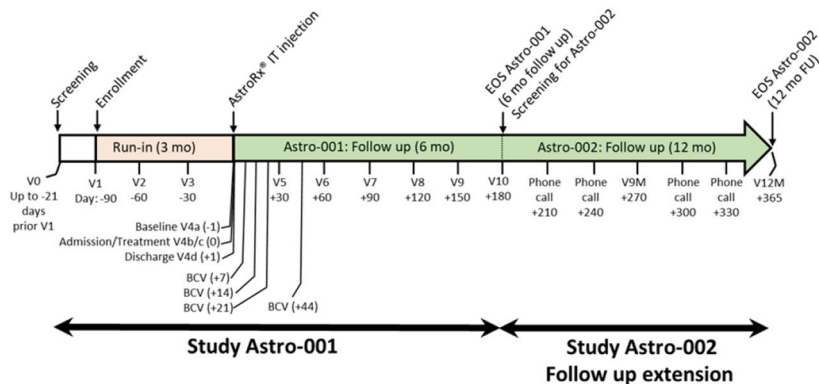 Screening
Enrollment
AstroRx® IT injection
EOS Astro-001
(6 mo follow up)
Screening for Astro-002
EOS Astro-002
(12 mo FU)
Run-in (3 mo)
Astro-001: Follow up (6 mo)
Astro-002: Follow up (12 mo)
V0
Up to -21
days
prior V1
V1
Day: -90
V2
-60
V3
-30
Baseline V4a (-1)
Admission/Treatment V4b/c (0)
Discharge V4d (+1)
BCV (+7)
BCV (+14)
BCV (+21)
BCV (+44)
V5
+30
V6
+60
V7
+90
V8
+120
V9
+150
V10
+180
Phone
call
+210
Phone
call
+240
V9M
+270
Phone
call
+300
Phone
call
+330
V12M
+365
Study Astro-001
Study Astro-002
Follow up extension